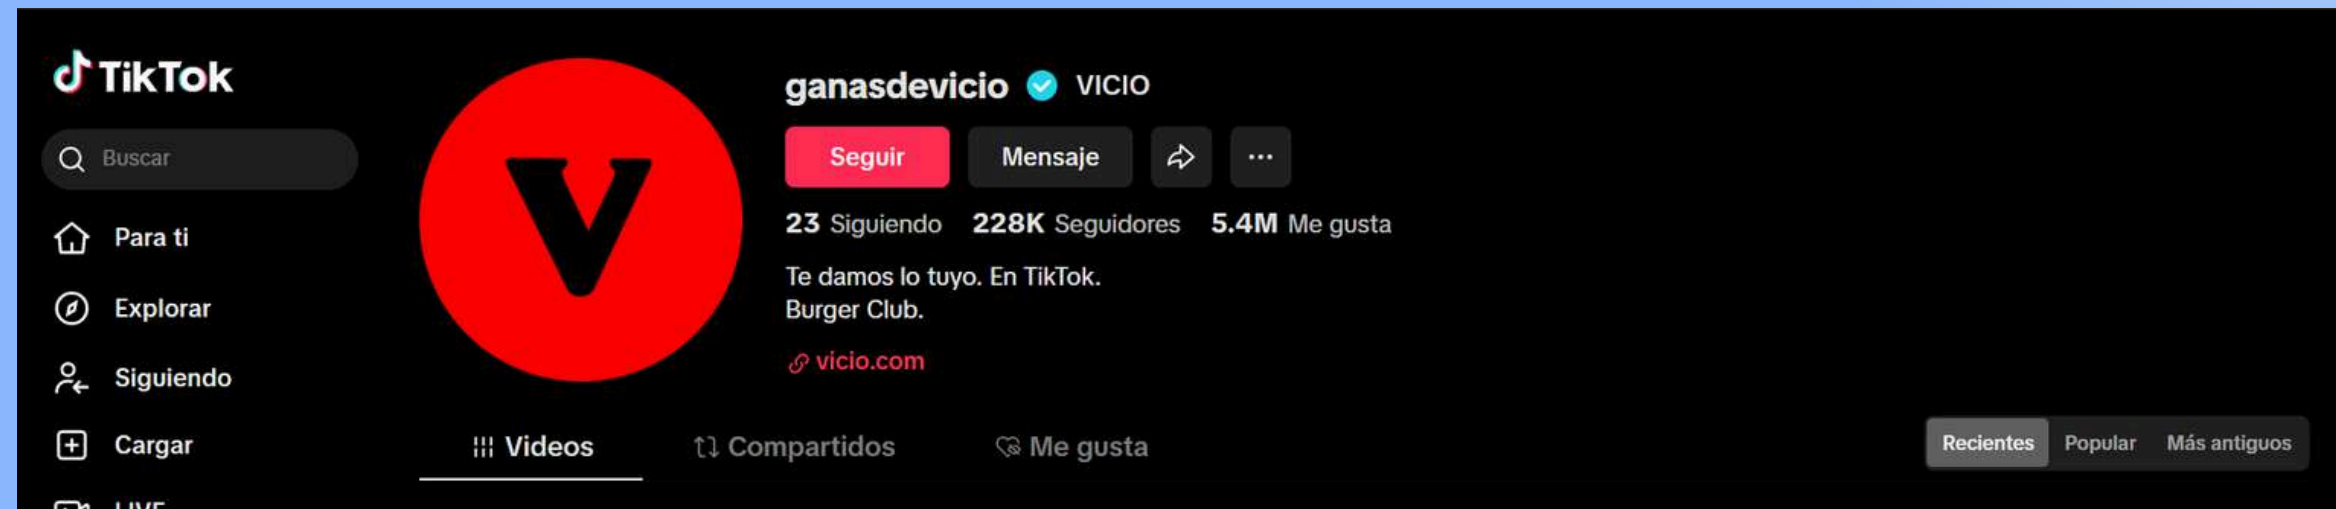 TikTok
Buscar
Para ti
Explorar
Siguiendo
Cargar
LIVE
V
ganasdevicio VICIO
Seguir Mensaje ...
23 Siguiendo 228K Seguidores 5.4M Me gusta
Te damos lo tuyo. En TikTok.
Burger Club.
vicio.com
Videos Compartidos Me gusta
Recientes Popular Más antiguos